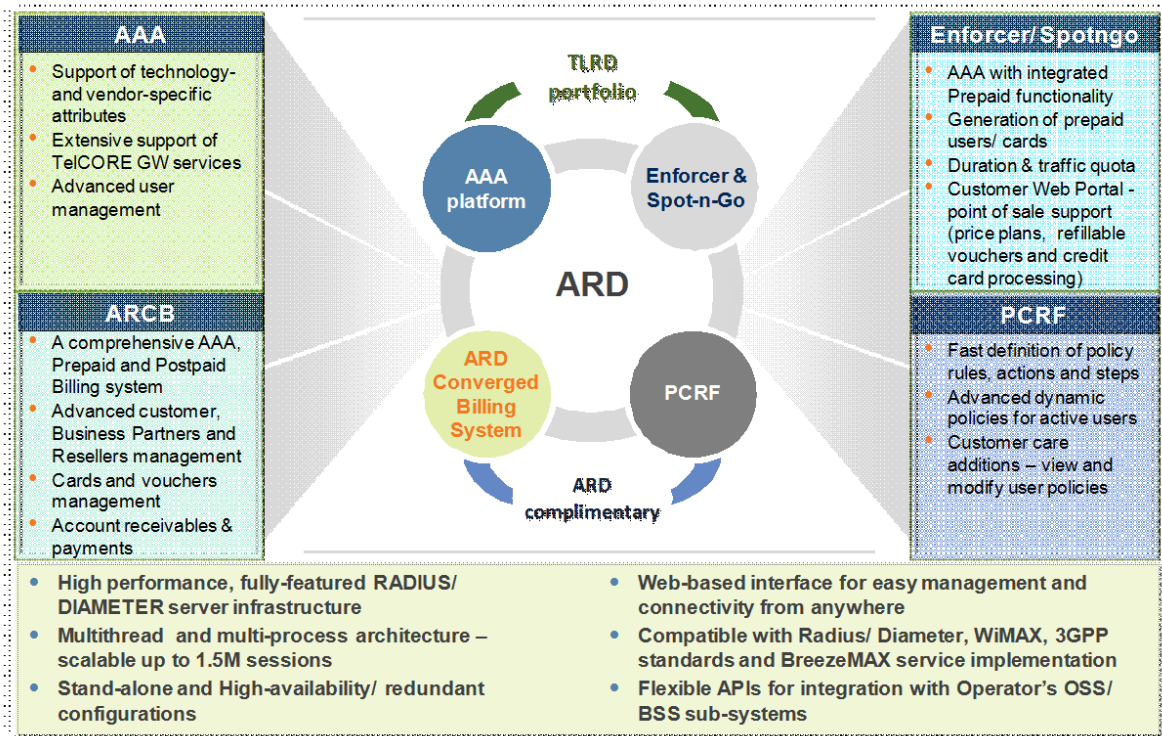 AAA
• Support of technology-
and vendor-specific
attributes
• Extensive support of
TelCORE GW services
• Advanced user
management
ARCB
• A comprehensive AAA,
Prepaid and Postpaid
Billing system
• Advanced customer,
Business Partners and
Resellers management
• Cards and vouchers
management
• Account receivables &
payments
TLRD
portfolio
AAA
platform
Enforcer &
Spot-n-Go
ARD
ARD
Converged
Billing
System
PCRF
ARD
complimentary
Enforcer/ Spotngo
• AAA with integrated
Prepaid functionality
• Generation of prepaid
users/ cards
• Duration & traffic quota
• Customer Web Portal -
point of sale support
(price plans, refillable
vouchers and credit
card processing)
PCRF
• Fast definition of policy
rules, actions and steps
• Advanced dynamic
policies for active users
• Customer care
additions – view and
modify user policies
• High performance, fully-featured RADIUS/
DIAMETER server infrastructure
• Multithread and multi-process architecture –
scalable up to 1.5M sessions
• Stand-alone and High-availability/ redundant
configurations
• Web-based interface for easy management and
connectivity from anywhere
• Compatible with Radius/ Diameter, WiMAX, 3GPP
standards and BreezeMAX service implementation
• Flexible APIs for integration with Operator's OSS/
BSS sub-systems